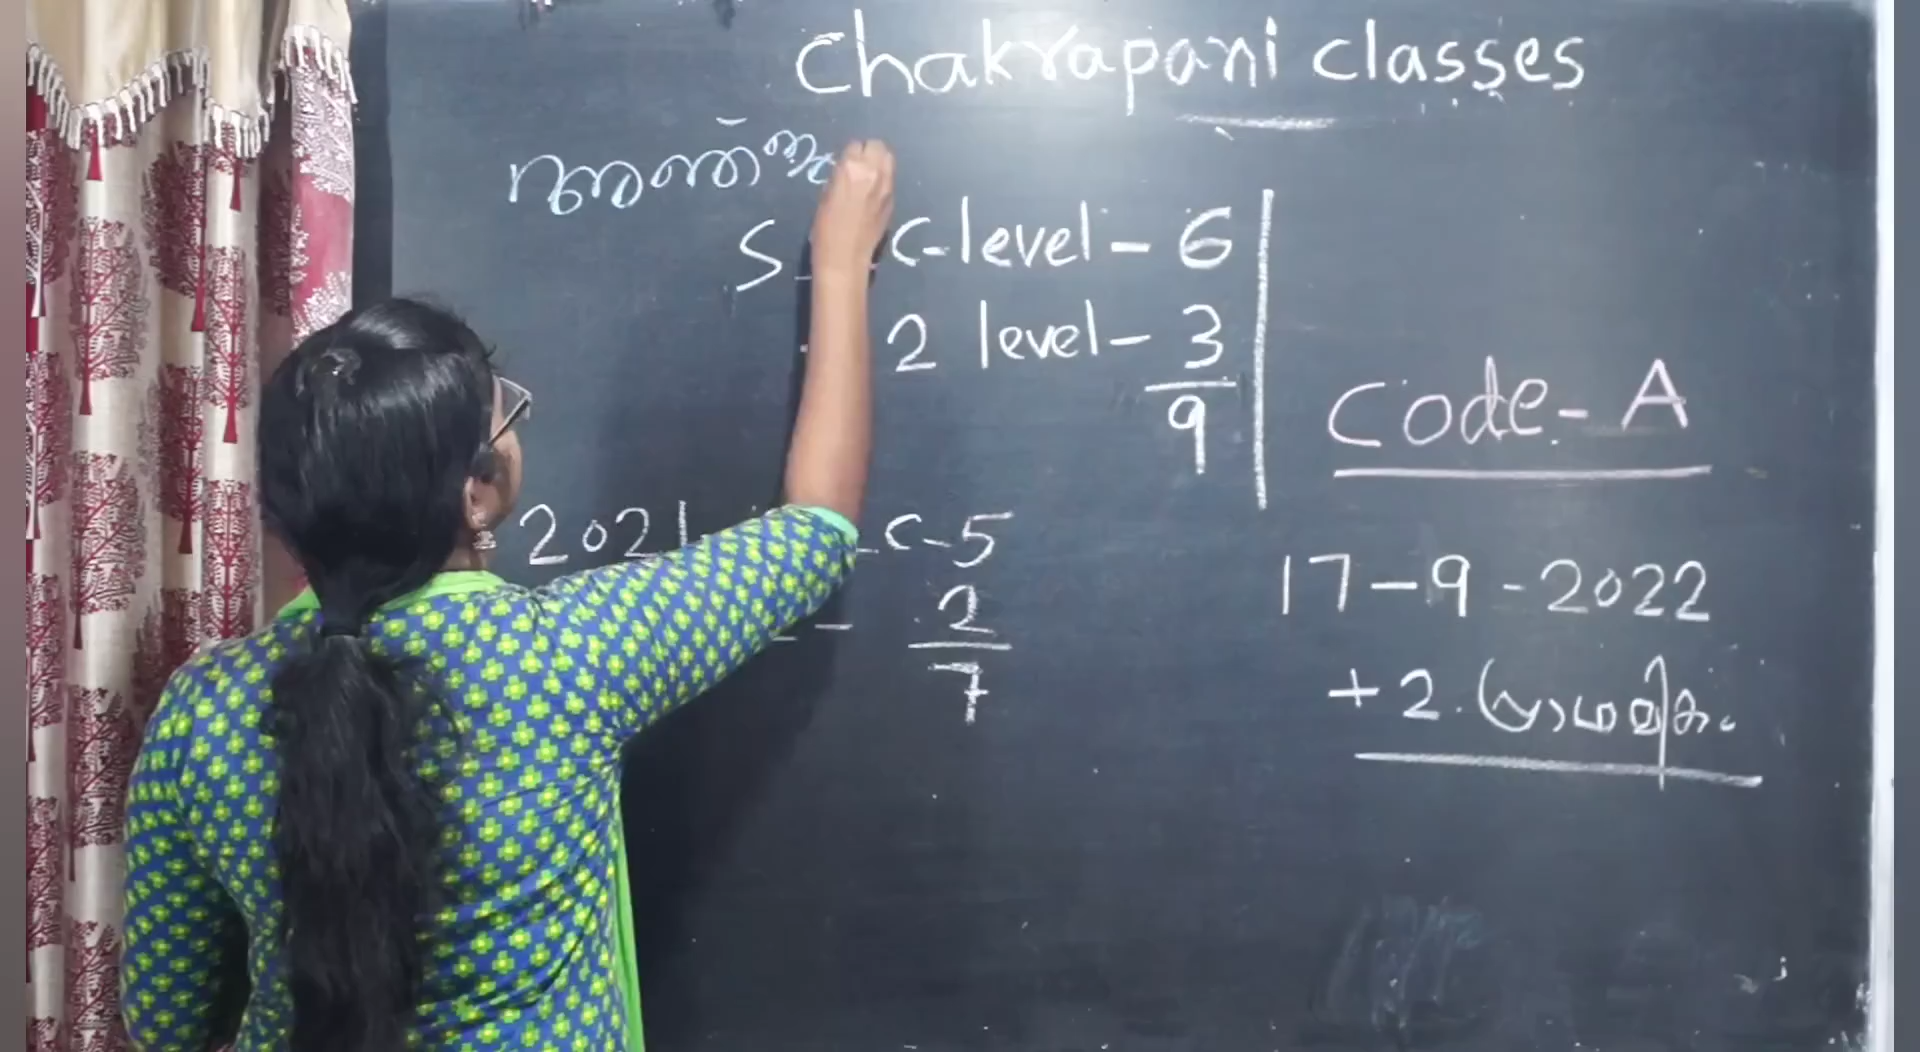 Chakrapani classes
C-level - 6
2 level - 3
9
Code - A
2021 - C - 5
2
7
17-9-2022
+2 പ്രാഥമികം